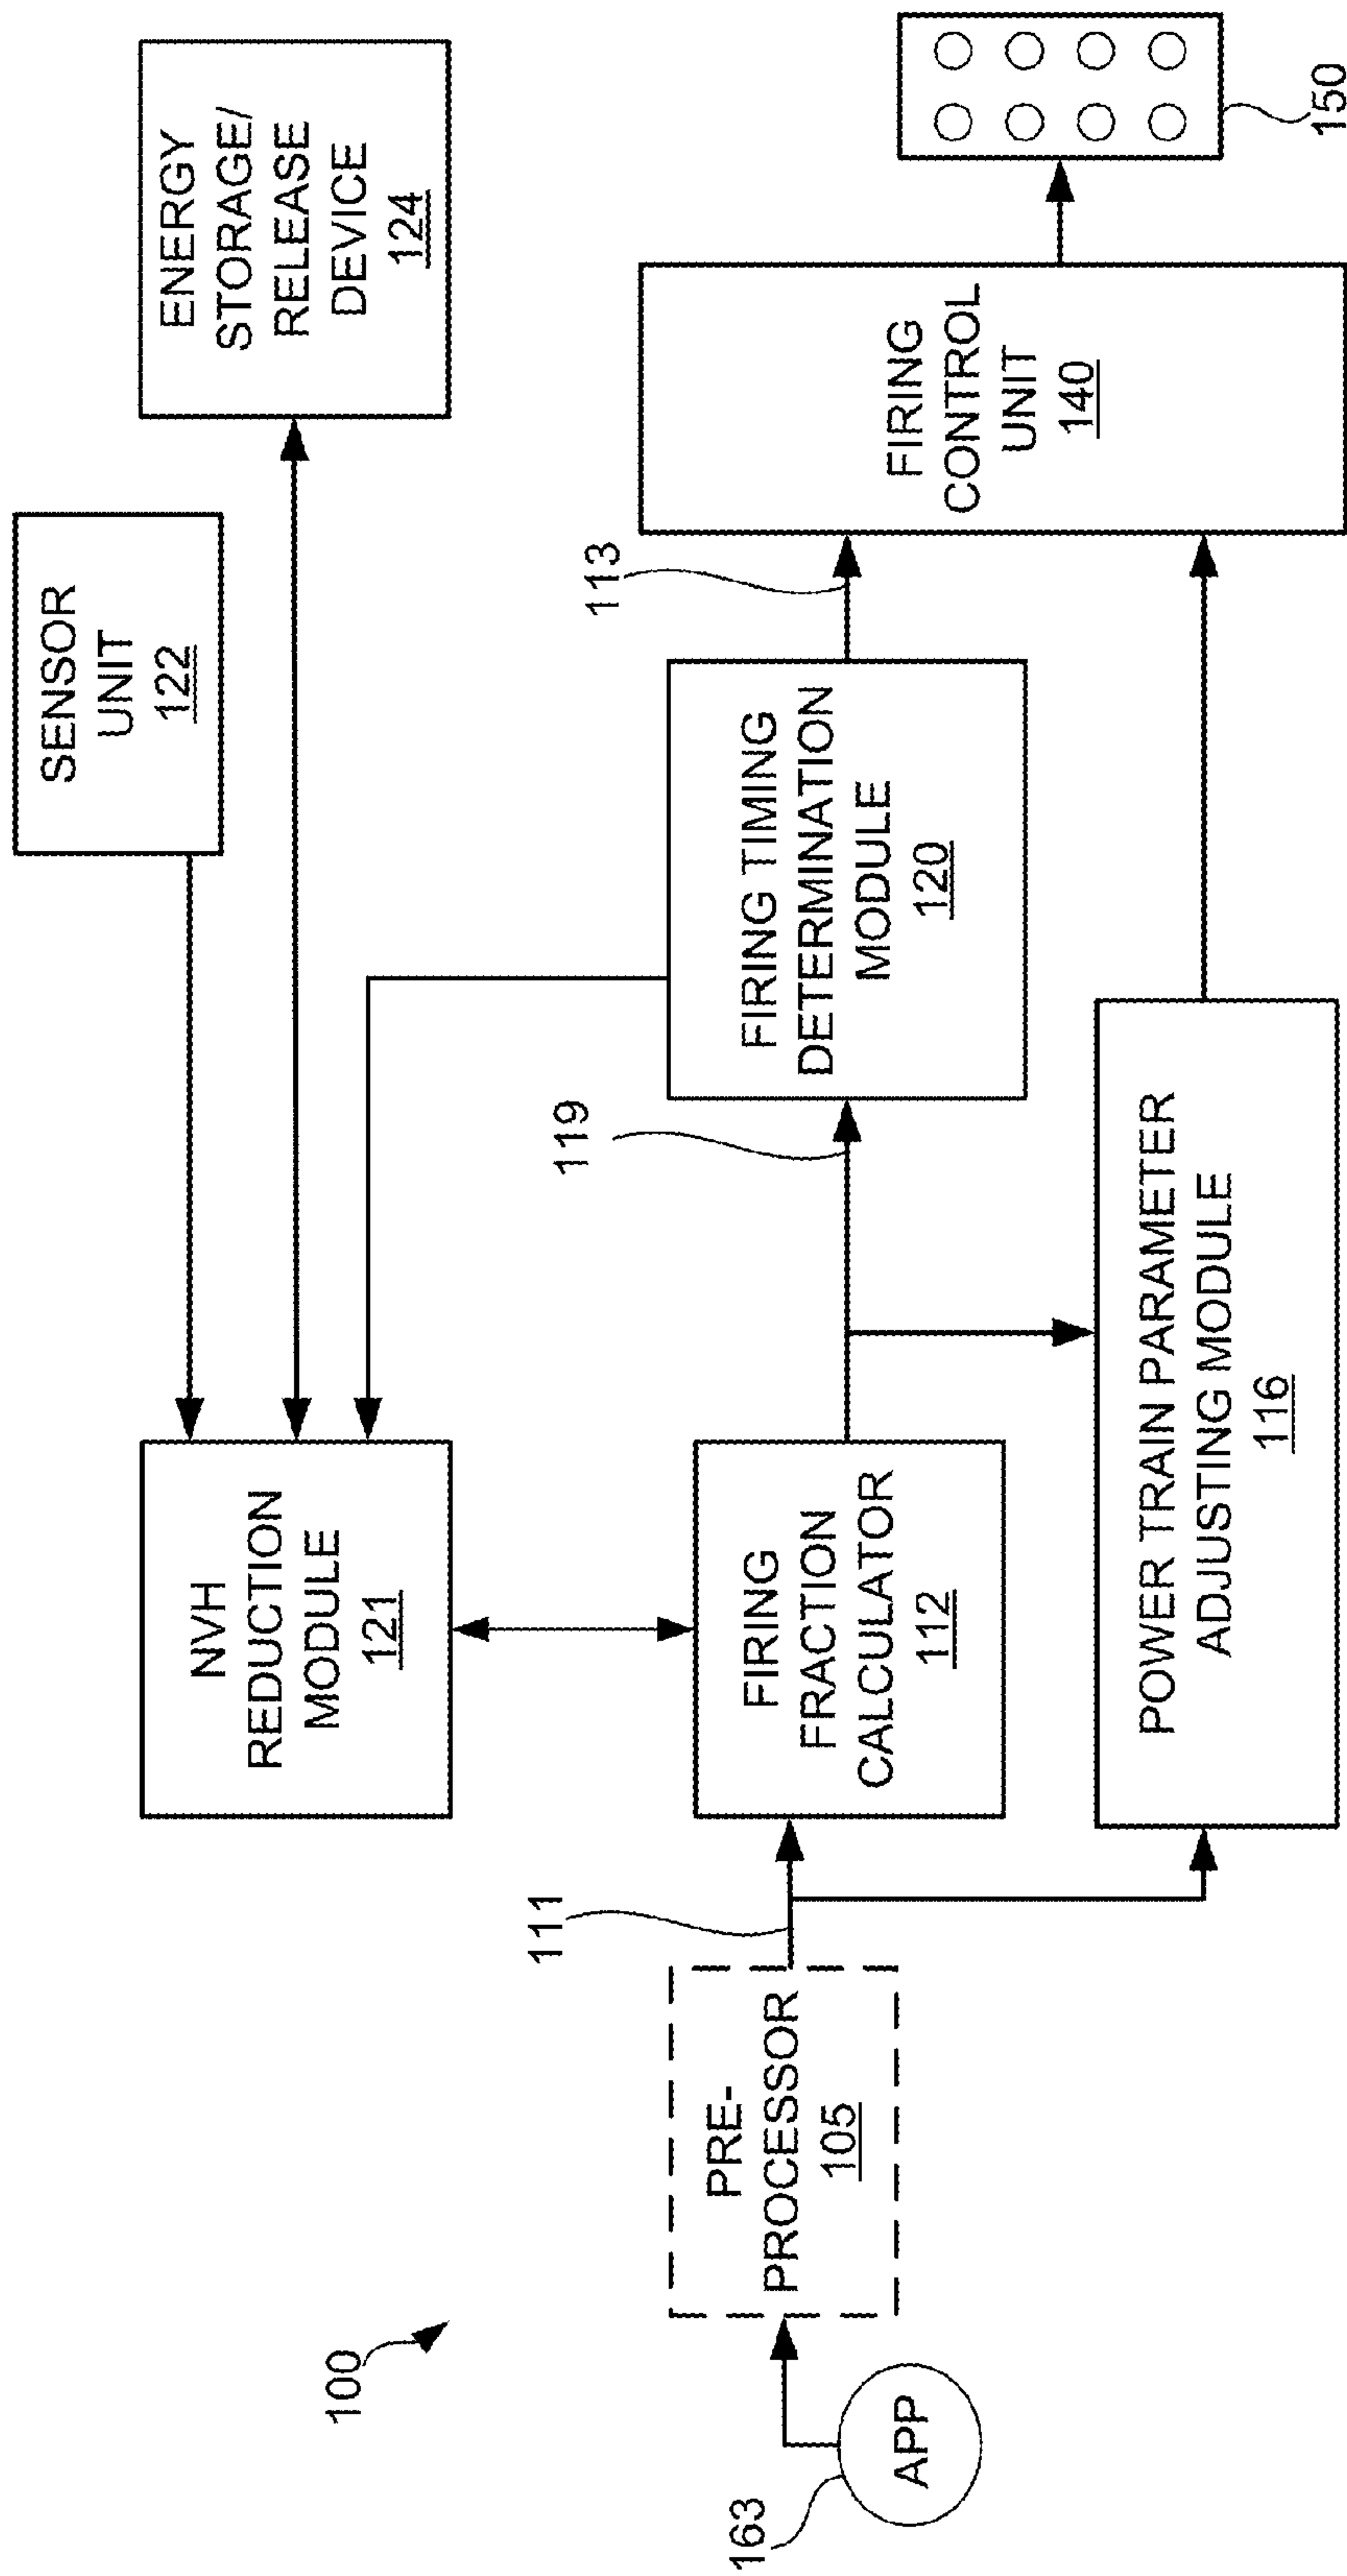 100
163
APP
PRE-
PROCESSOR
105
111
NVH
REDUCTION
MODULE
121
FIRING
FRACTION
CALCULATOR
112
POWER TRAIN PARAMETER
ADJUSTING MODULE
116
119
SENSOR
UNIT
122
FIRING TIMING
DETERMINATION
MODULE
120
113
ENERGY
STORAGE/
RELEASE
DEVICE
124
FIRING
CONTROL
UNIT
140
150